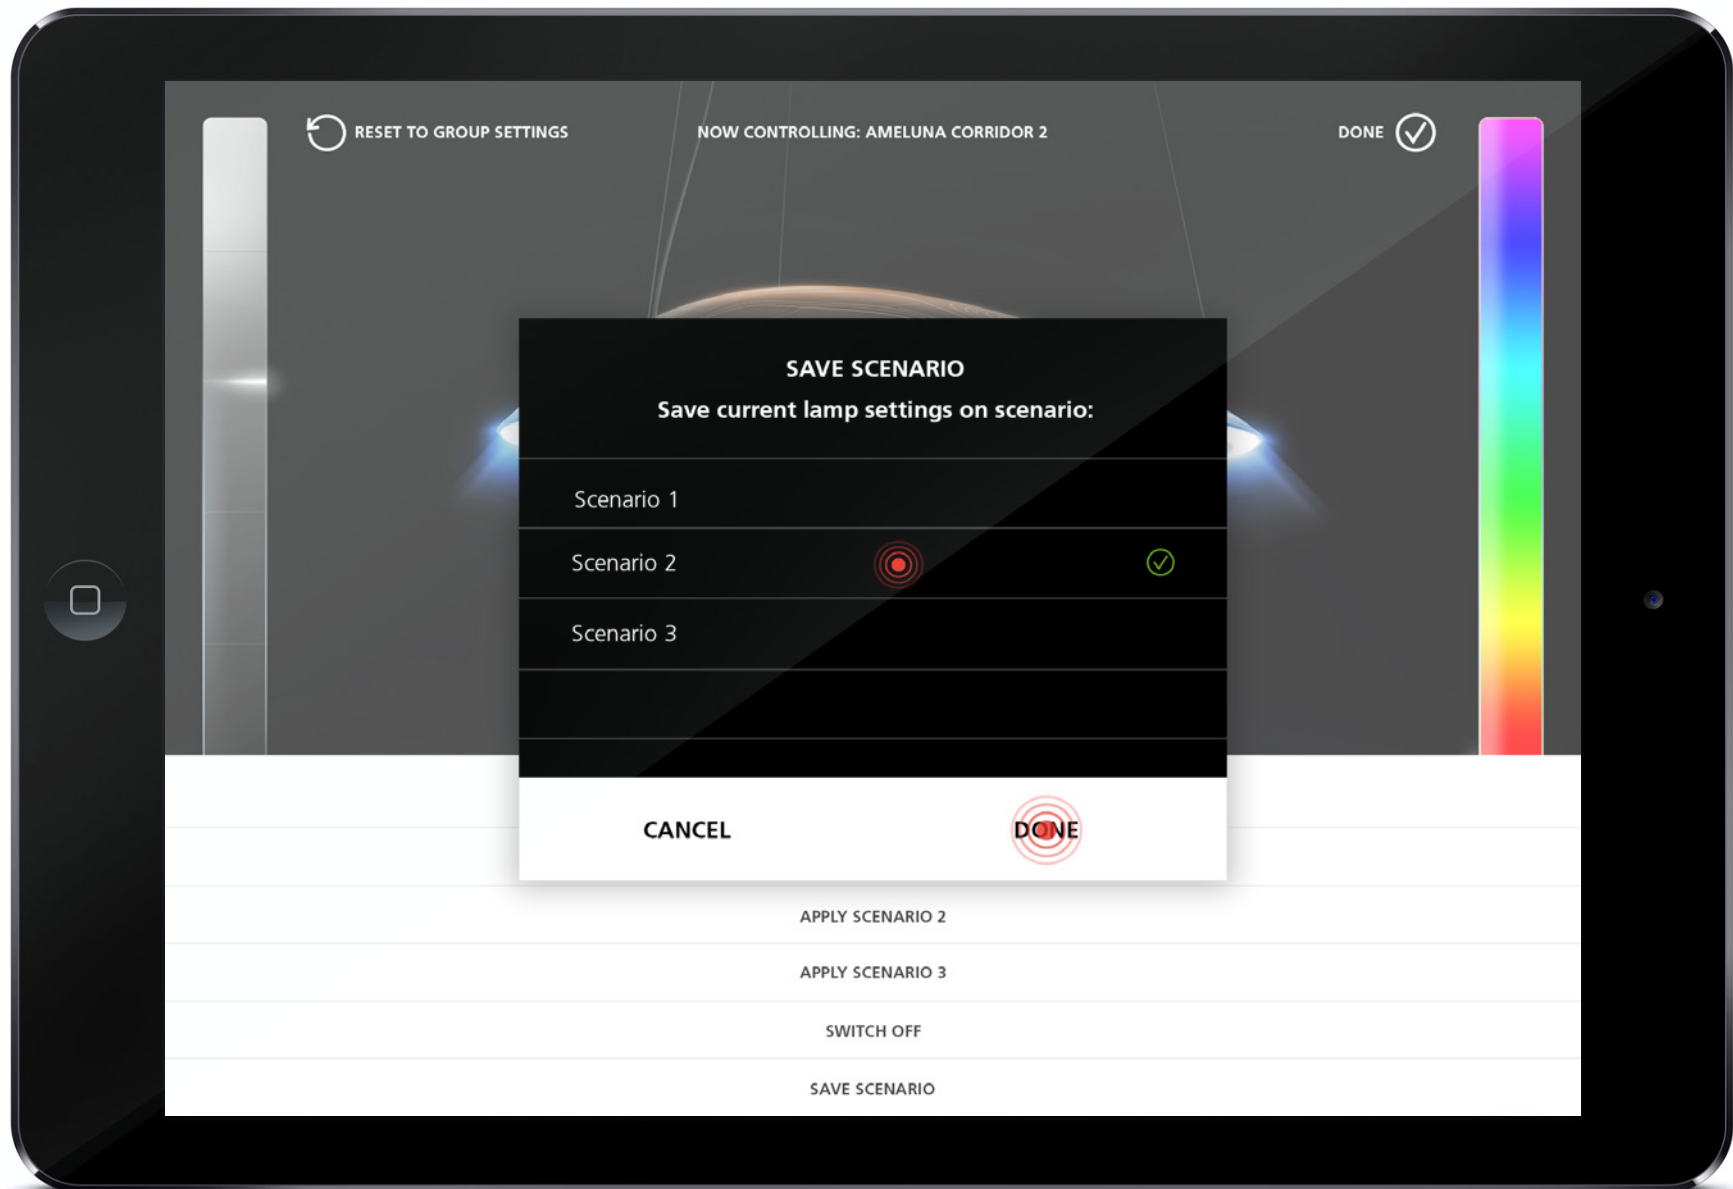 RESET TO GROUP SETTINGS
NOW CONTROLLING: AMELUNA CORRIDOR 2
DONE
SAVE SCENARIO
Save current lamp settings on scenario:
Scenario 1
Scenario 2
Scenario 3
CANCEL
DONE
APPLY SCENARIO 2
APPLY SCENARIO 3
SWITCH OFF
SAVE SCENARIO